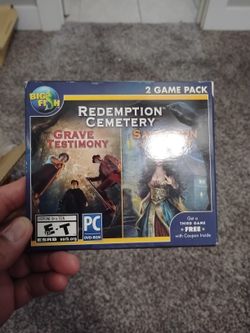 BIG FISH
2 GAME PACK
REDEMPTION
CEMETERY
GRAVE
TESTIMONY
E-T
ESRB
PC
DVD-ROM
Get a
THIRD GAME
FREE
with Coupon Inside